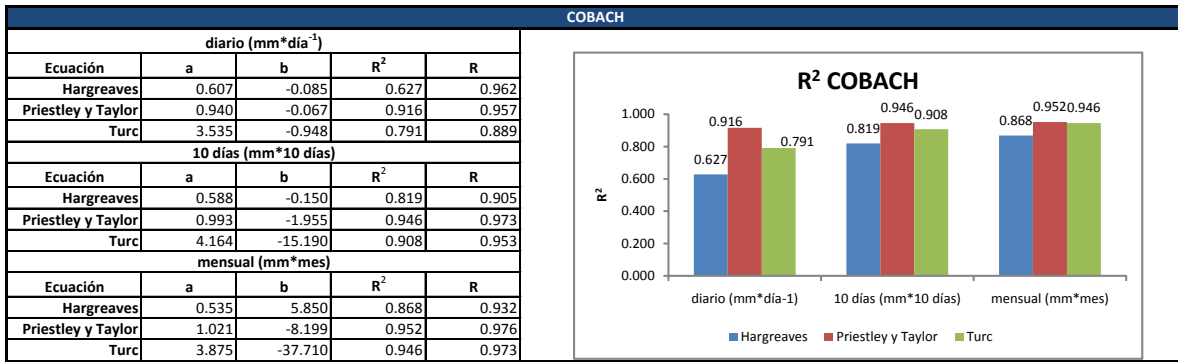 COBACH
diario (mm*día-1)
Ecuación a b R2 R
Hargreaves 0.607 -0.085 0.627 0.962
Priestley y Taylor 0.940 -0.067 0.916 0.957
Turc 3.535 -0.948 0.791 0.889
10 días (mm*10 días)
Ecuación a b R2 R
Hargreaves 0.588 -0.150 0.819 0.905
Priestley y Taylor 0.993 -1.955 0.946 0.973
Turc 4.164 -15.190 0.908 0.953
mensual (mm*mes)
Ecuación a b R2 R
Hargreaves 0.535 5.850 0.868 0.932
Priestley y Taylor 1.021 -8.199 0.952 0.976
Turc 3.875 -37.710 0.946 0.973
R2 COBACH
1.000
0.800
0.600
0.400
0.200
0.000
R2
0.627 0.916 0.791
0.819 0.946 0.908
0.868 0.952 0.946
diario (mm*día-1) 10 días (mm*10 días) mensual (mm*mes)
Hargreaves Priestley y Taylor Turc